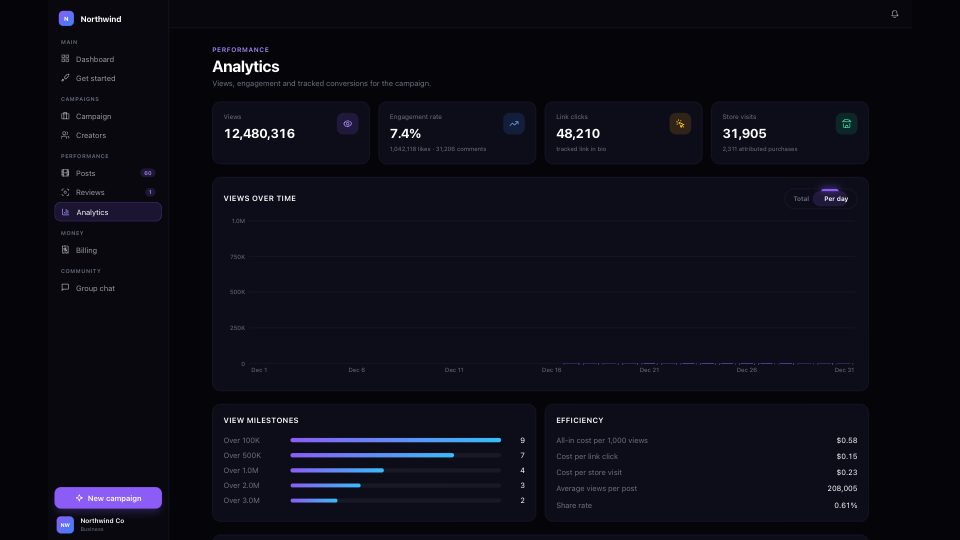 N Northwind
MAIN
Dashboard
Get started
CAMPAIGNS
Campaign
Creators
PERFORMANCE
Posts 60
Reviews 1
Analytics
MONEY
Billing
COMMUNITY
Group chat
New campaign
NW Northwind Co
Business
PERFORMANCE
Analytics
Views, engagement and tracked conversions for the campaign.
Views
12,480,316
Engagement rate
7.4%
1,042,118 likes · 31,206 comments
Link clicks
48,210
tracked link in bio
Store visits
31,905
2,311 attributed purchases
VIEWS OVER TIME
Total Per day
1.0M
750K
500K
250K
0
Dec 1 Dec 6 Dec 11 Dec 16 Dec 21 Dec 26 Dec 31
VIEW MILESTONES
Over 100K 9
Over 500K 7
Over 1.0M 4
Over 2.0M 3
Over 3.0M 2
EFFICIENCY
All-in cost per 1,000 views $0.58
Cost per link click $0.15
Cost per store visit $0.23
Average views per post 208,005
Share rate 0.61%